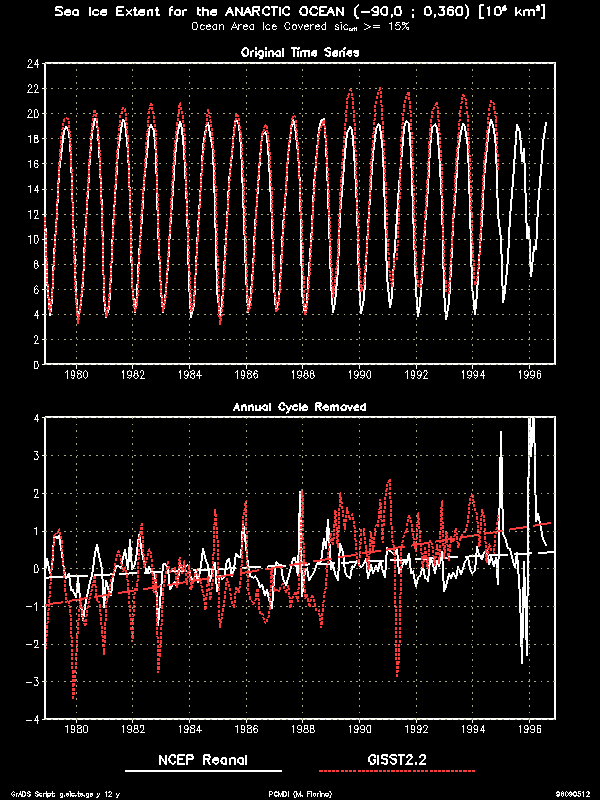 Sea Ice Extent for the ANARCTIC OCEAN (-90,0 ; 0,360) [10⁶ km²]
Ocean Area Ice Covered sic >= 15%
Original Time Series
24
22
20
18
16
14
12
10
8
6
4
2
0
1980 1982 1984 1986 1988 1990 1992 1994 1996
Annual Cycle Removed
4
3
2
1
0
-1
-2
-3
-4
1980 1982 1984 1986 1988 1990 1992 1994 1996
NCEP Reanal GISST2.2
GrADS Script: PCMDI (M. Fiorino) 98090512